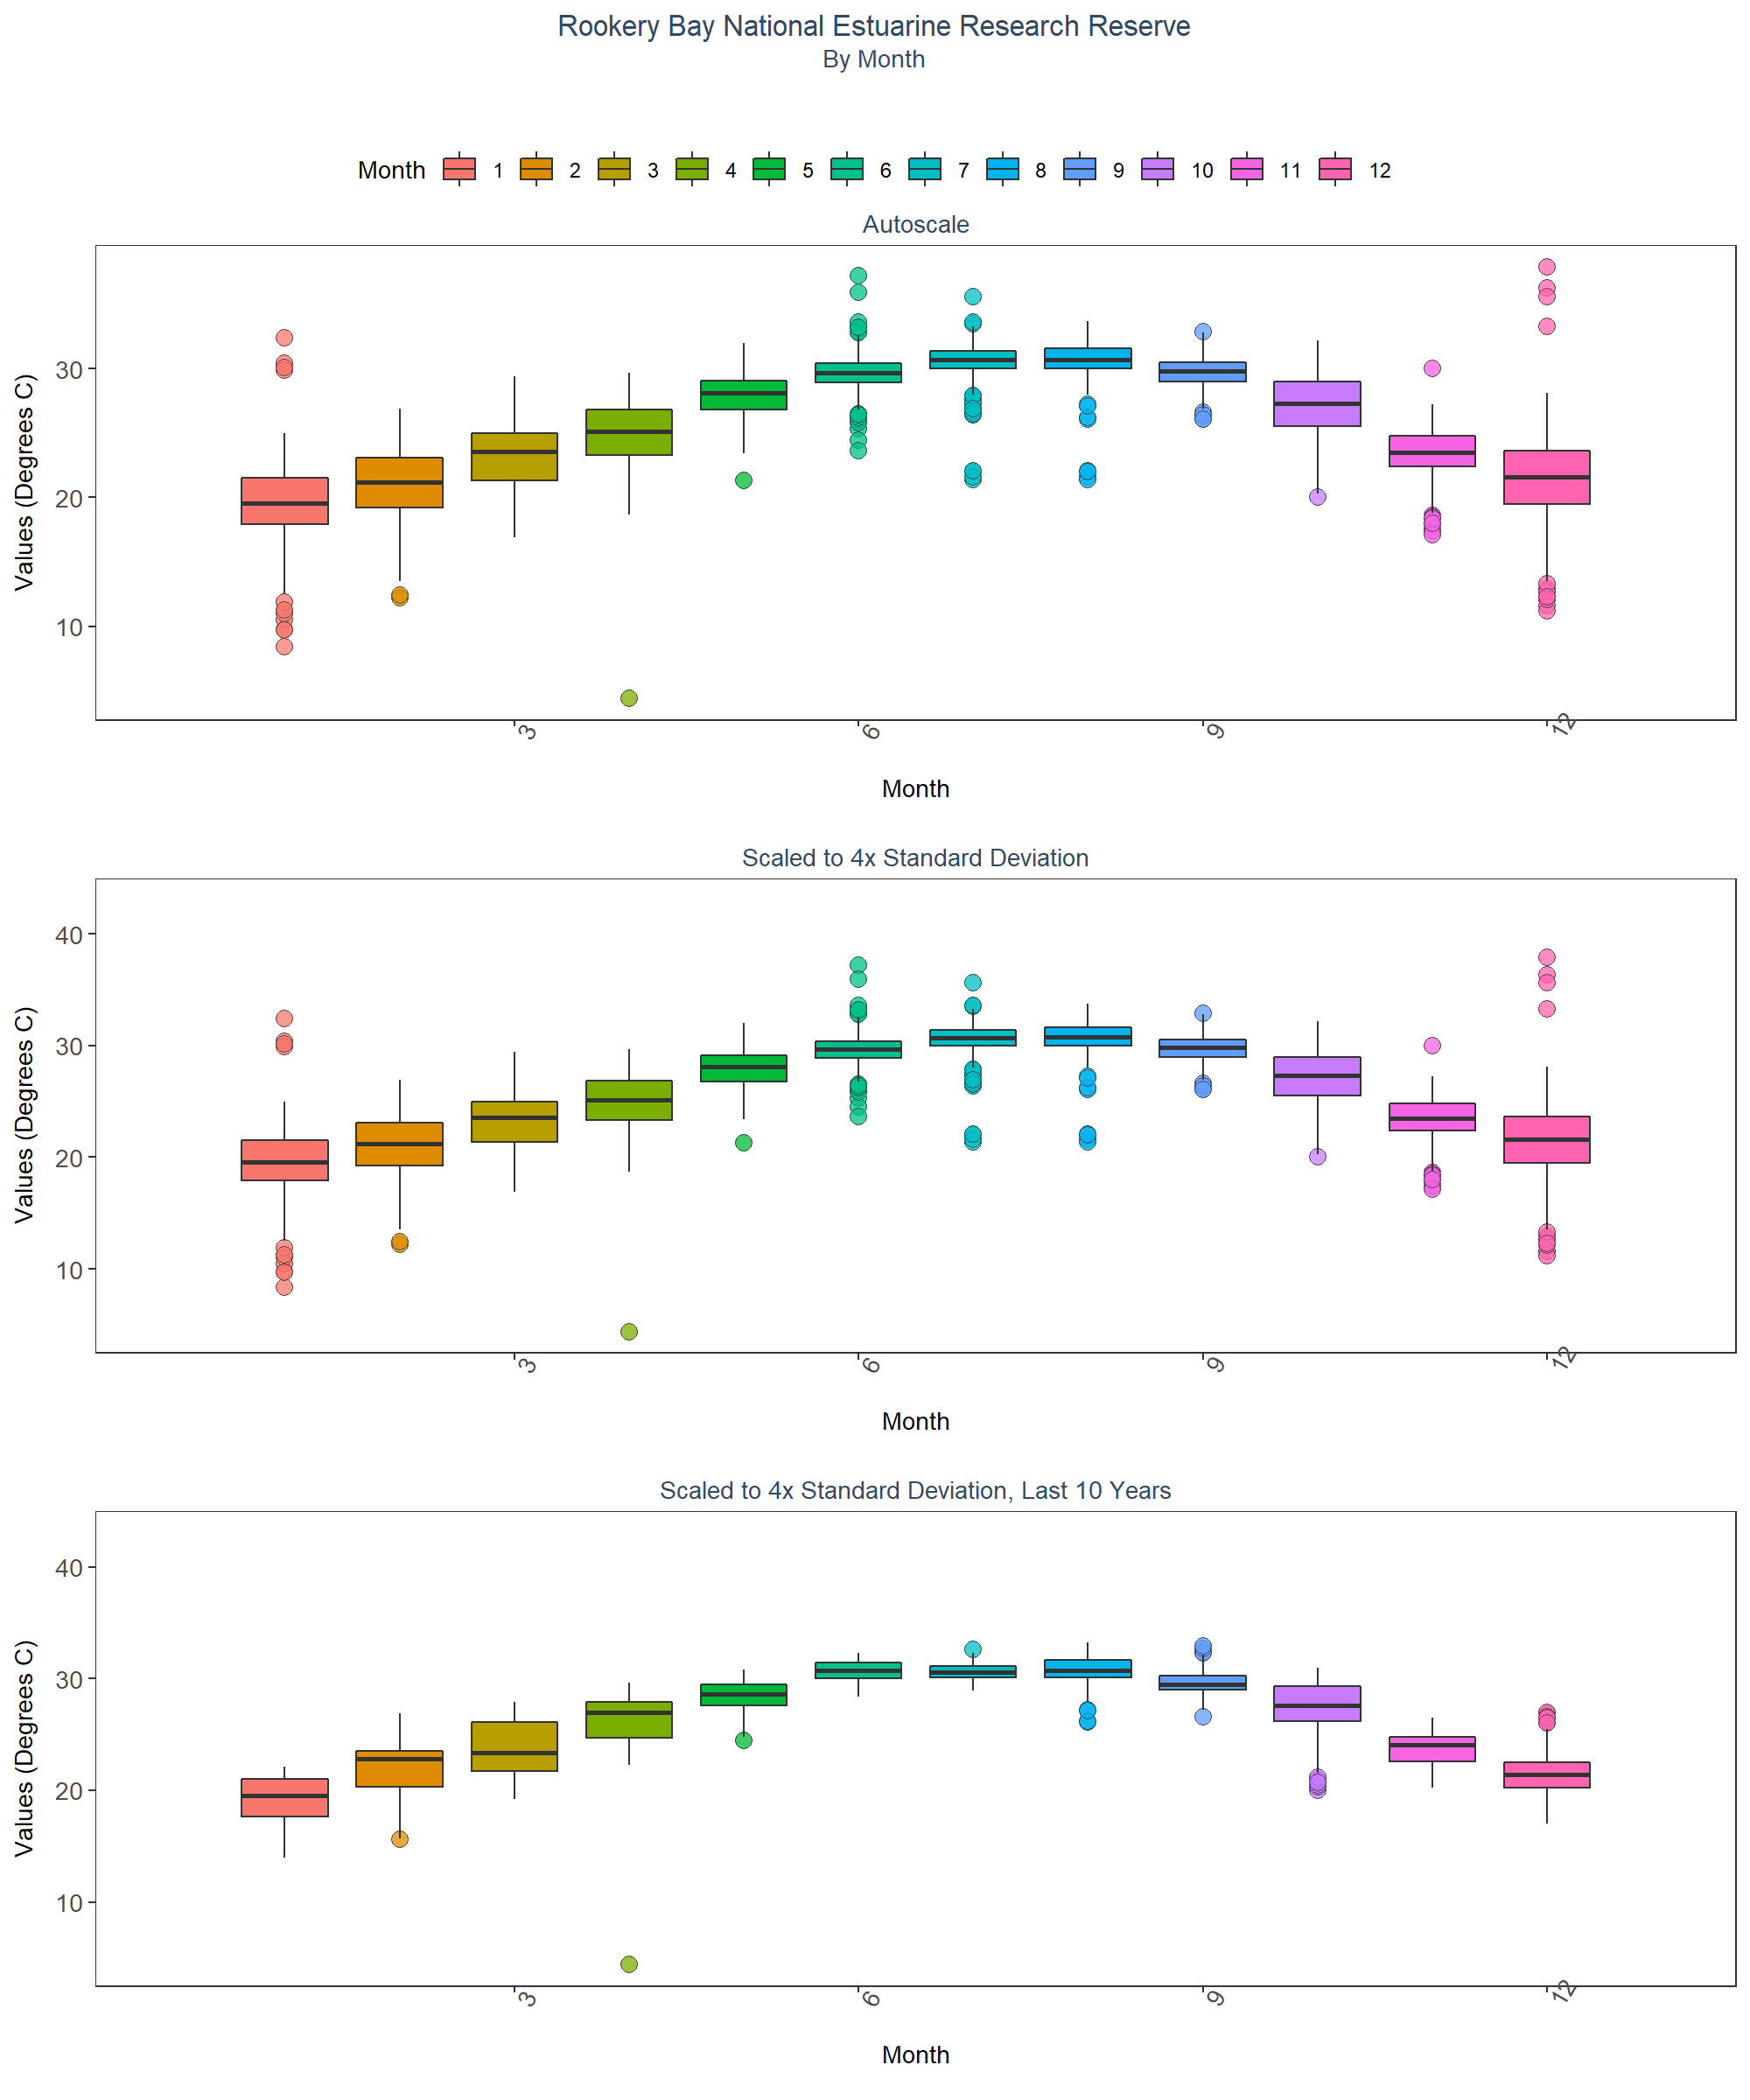 Rookery Bay National Estuarine Research Reserve
By Month
Month 1 2 3 4 5 6 7 8 9 10 11 12
Autoscale
Values (Degrees C)
30
20
10
3 6 9 12
Month
Scaled to 4x Standard Deviation
Values (Degrees C)
40
30
20
10
3 6 9 12
Month
Scaled to 4x Standard Deviation, Last 10 Years
Values (Degrees C)
40
30
20
10
3 6 9 12
Month